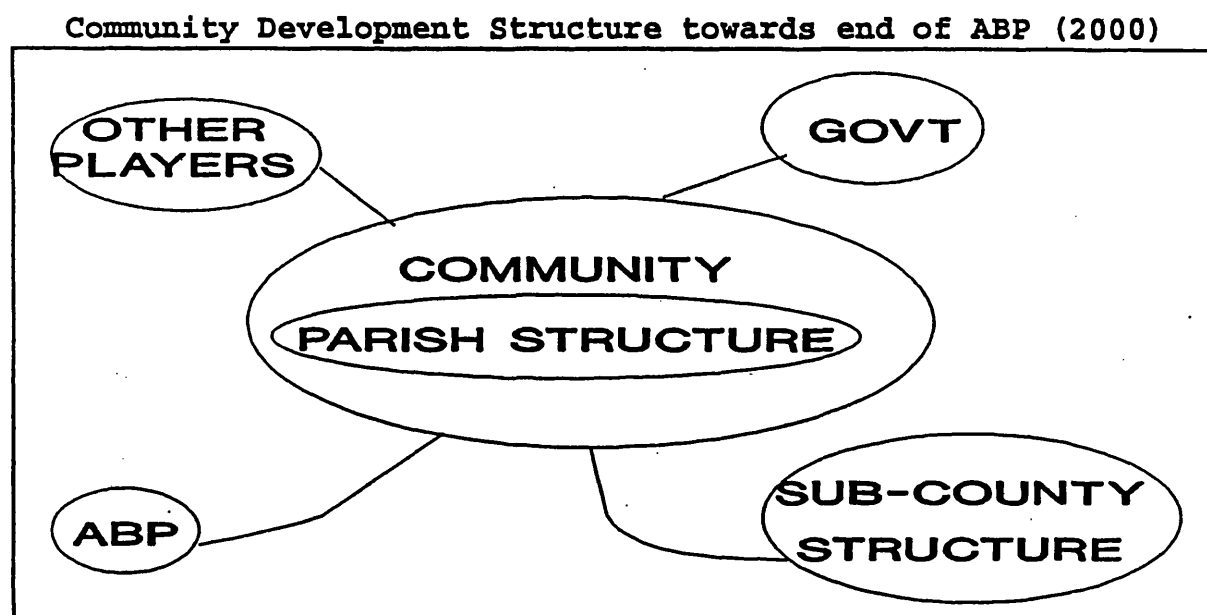 Community Development Structure towards end of ABP (2000)
OTHER
PLAYERS
GOVT
COMMUNITY
PARISH STRUCTURE
ABP
SUB-COUNTY
STRUCTURE